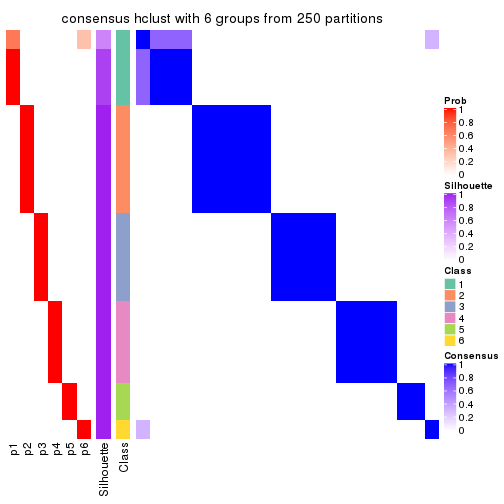 consensus hclust with 6 groups from 250 partitions
Prob
1
0.8
0.6
0.4
0.2
0
Silhouette
1
0.8
0.6
0.4
0.2
0
Class
1
2
3
4
5
6
Consensus
1
0.8
0.6
0.4
0.2
0
p1
p2
p3
p4
p5
p6
Silhouette
Class